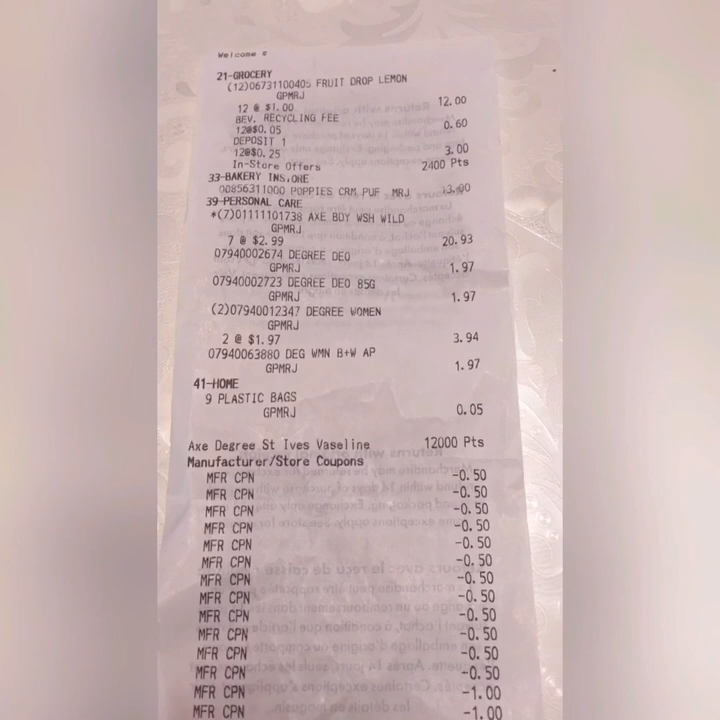 Welcome #
21-GROCERY
(12)06731100405 FRUIT DROP LEMON
GPMRJ
12 @ $1.00 12.00
BEV. RECYCLING FEE
12@$0.05 0.60
DEPOSIT 1
12@$0.25 3.00
In-Store Offers 2400 Pts
33-BAKERY INS.ORE
00856311000 POPPIES CRM PUF MRJ 13.00
39-PERSONAL CARE
*(7)01111101738 AXE BDY WSH WILD
GPMRJ
7 @ $2.99 20.93
07940002674 DEGREE DEO
GPMRJ 1.97
07940002723 DEGREE DEO 85G
GPMRJ 1.97
(2)07940012347 DEGREE WOMEN
GPMRJ
2 @ $1.97 3.94
07940063880 DEG WMN B+W AP
GPMRJ 1.97
41-HOME
9 PLASTIC BAGS
GPMRJ 0.05
Axe Degree St Ives Vaseline 12000 Pts
Manufacturer/Store Coupons
MFR CPN -0.50
MFR CPN -0.50
MFR CPN -0.50
MFR CPN -0.50
MFR CPN -0.50
MFR CPN -0.50
MFR CPN -0.50
MFR CPN -0.50
MFR CPN -0.50
MFR CPN -0.50
MFR CPN -0.50
MFR CPN -0.50
MFR CPN -1.00
MFR CPN -1.00